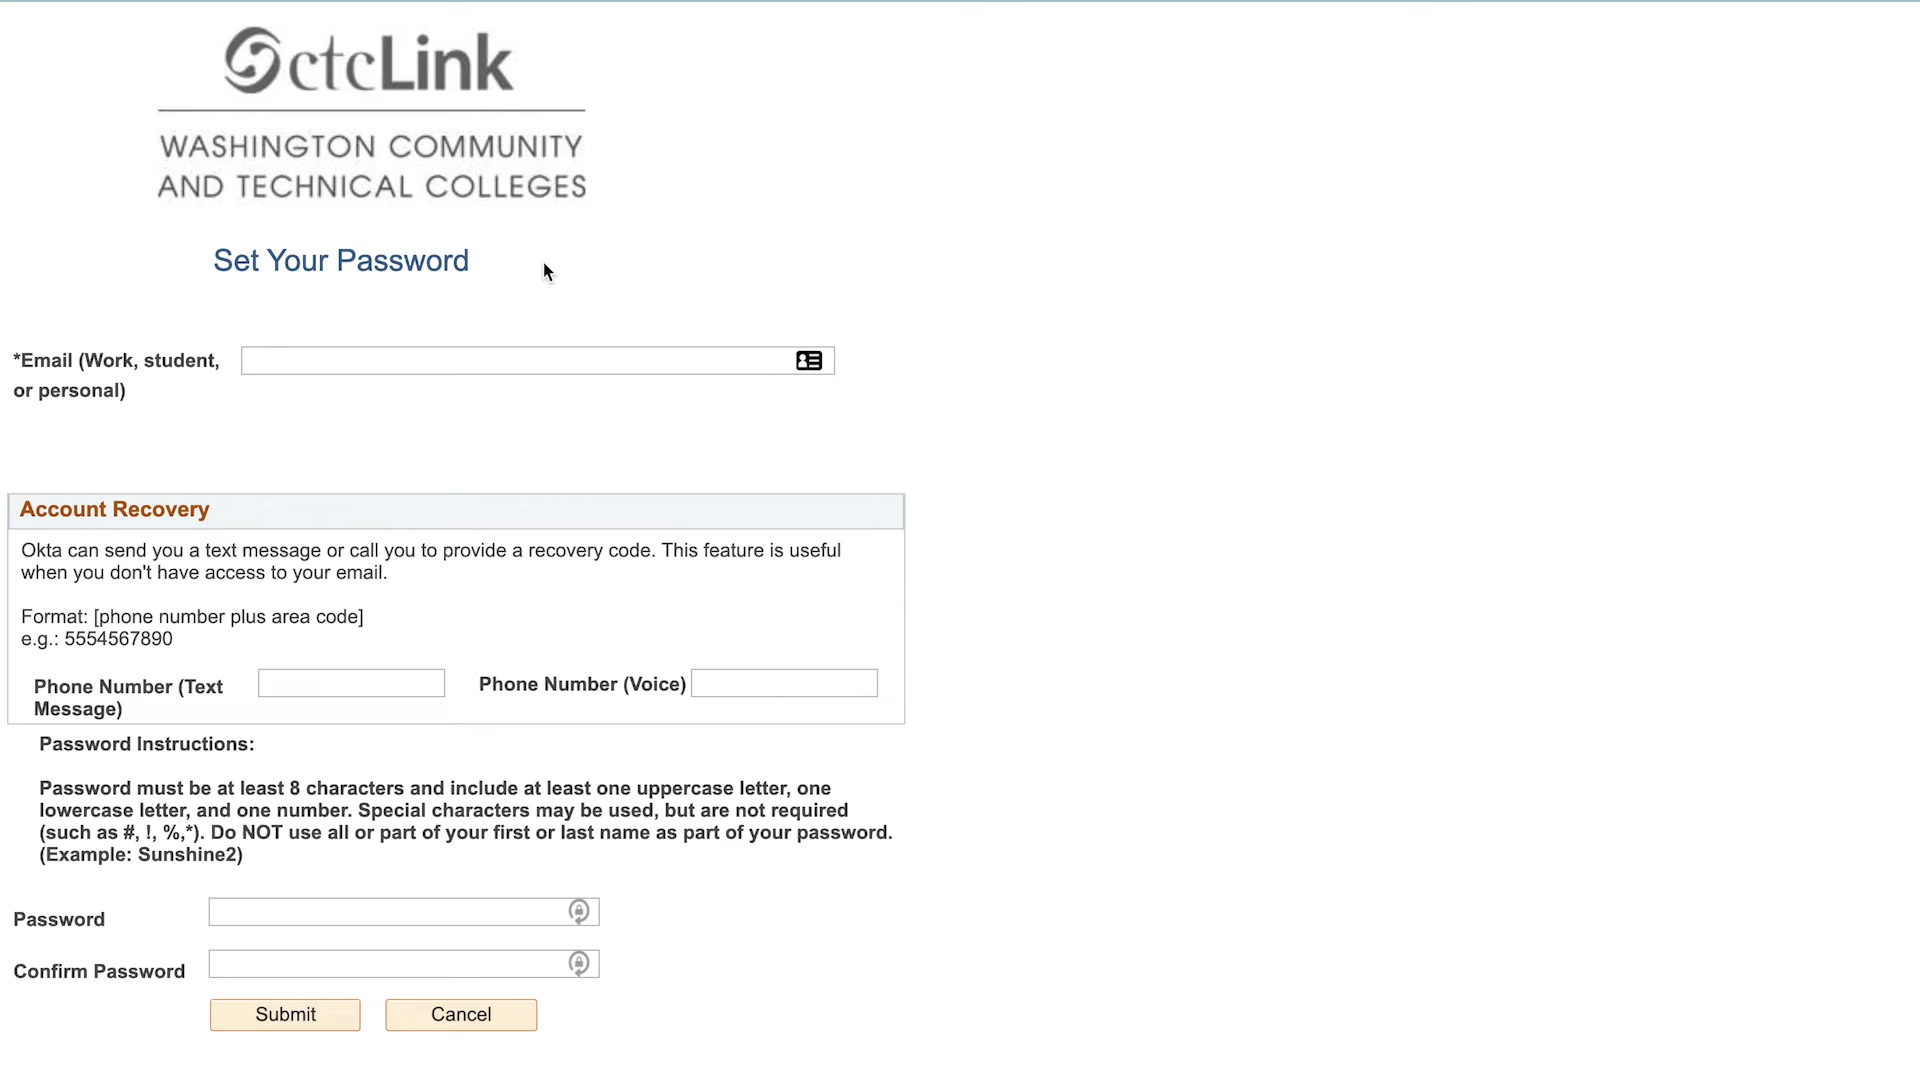 ctcLink
WASHINGTON COMMUNITY
AND TECHNICAL COLLEGES
Set Your Password
*Email (Work, student,
or personal)
Account Recovery
Okta can send you a text message or call you to provide a recovery code. This feature is useful
when you don't have access to your email.
Format: [phone number plus area code]
e.g.: 5554567890
Phone Number (Text
Message)
Phone Number (Voice)
Password Instructions:
Password must be at least 8 characters and include at least one uppercase letter, one
lowercase letter, and one number. Special characters may be used, but are not required
(such as #, !, %,*). Do NOT use all or part of your first or last name as part of your password.
(Example: Sunshine2)
Password
Confirm Password
Submit
Cancel